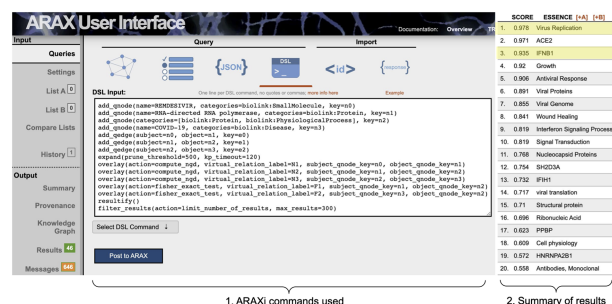 ARAX User Interface
Documentation: Overview TR
Input
Queries
Settings
List A 0
List B 0
Compare Lists
History 1
Output
Summary
Provenance
Knowledge Graph
Results 46
Messages 646
Query
Import
{JSON}
DSL
>_
<id>
{response}
DSL Input:
One line per DSL command, no quotes or commas; more info here
Example
add_qnode(name=REMDESIVIR, categories=biolink:SmallMolecule, key=n0)
add_qnode(name=RNA-directed RNA polymerase, categories=biolink:Protein, key=n1)
add_qnode(categories=[biolink:Protein, biolink:PhysiologicalProcess], key=n2)
add_qnode(name=COVID-19, categories=biolink:Disease, key=n3)
add_qedge(subject=n0, object=n1, key=e0)
add_qedge(subject=n1, object=n2, key=e1)
add_qedge(subject=n2, object=n3, key=e2)
expand(prune_threshold=500, kp_timeout=120)
overlay(action=compute_ngd, virtual_relation_label=N1, subject_qnode_key=n0, object_qnode_key=n1)
overlay(action=compute_ngd, virtual_relation_label=N2, subject_qnode_key=n1, object_qnode_key=n2)
overlay(action=compute_ngd, virtual_relation_label=N3, subject_qnode_key=n2, object_qnode_key=n3)
overlay(action=fisher_exact_test, virtual_relation_label=F1, subject_qnode_key=n1, object_qnode_key=n2)
overlay(action=fisher_exact_test, virtual_relation_label=F2, subject_qnode_key=n3, object_qnode_key=n2)
resultify()
filter_results(action=limit_number_of_results, max_results=300)
Select DSL Command ↓
Post to ARAX
1. ARAXi commands used
SCORE ESSENCE [+A] [+B]
1. 0.978 Virus Replication
2. 0.971 ACE2
3. 0.935 IFNB1
4. 0.92 Growth
5. 0.906 Antiviral Response
6. 0.891 Viral Proteins
7. 0.855 Viral Genome
8. 0.841 Wound Healing
9. 0.819 Interferon Signaling Process
10. 0.819 Signal Transduction
11. 0.768 Nucleocapsid Proteins
12. 0.754 SH2D3A
13. 0.732 IFIH1
14. 0.717 viral translation
15. 0.71 Structural protein
16. 0.696 Ribonucleic Acid
17. 0.623 PPBP
18. 0.609 Cell physiology
19. 0.572 HNRNPA2B1
20. 0.558 Antibodies, Monoclonal
2. Summary of results